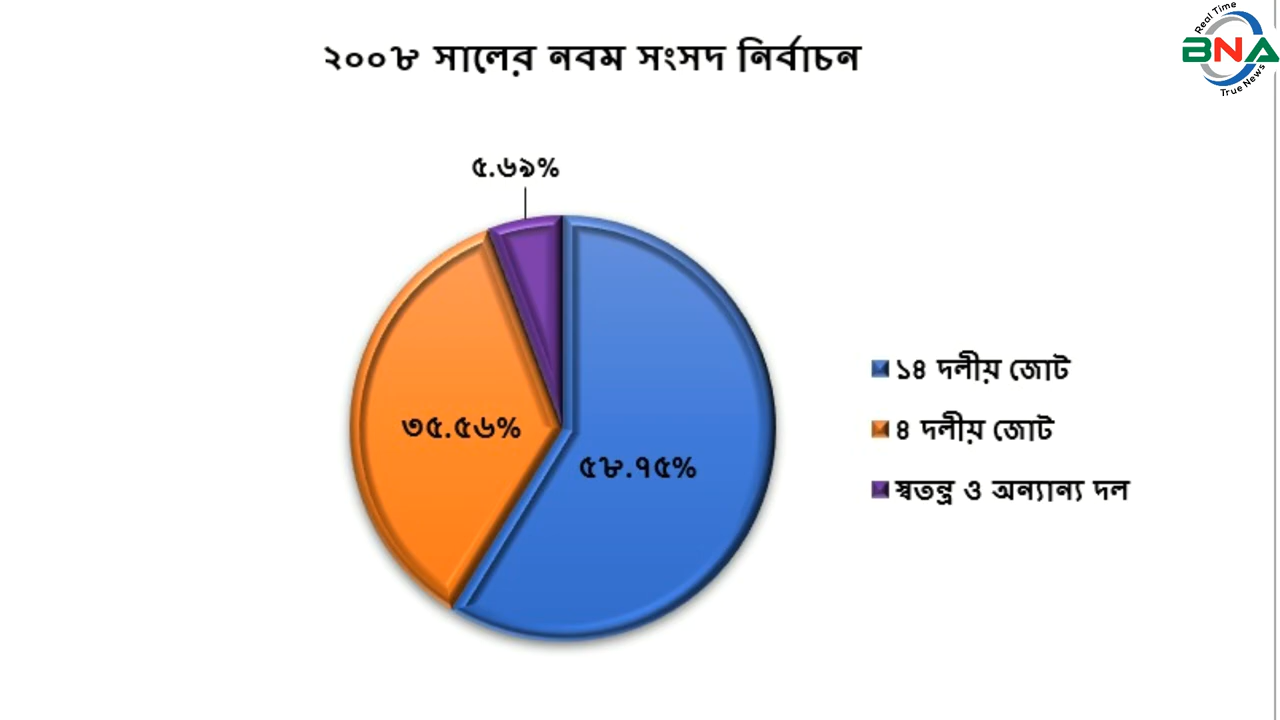 Real Time
BNA
True News
২০০৮ সালের নবম সংসদ নির্বাচন
৫.৬৯%
৩৫.৫৬%
৫৮.৭৫%
১৪ দলীয় জোট
৪ দলীয় জোট
স্বতন্ত্র ও অন্যান্য দল